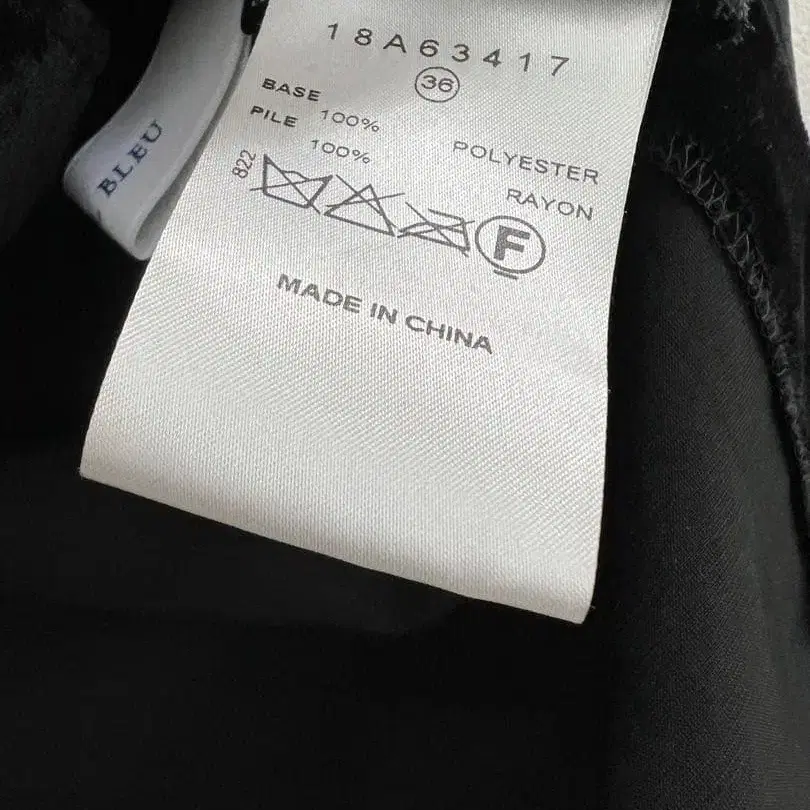 18A63417
36
BASE 100% POLYESTER
PILE 100% RAYON
822
F
MADE IN CHINA
BLEU